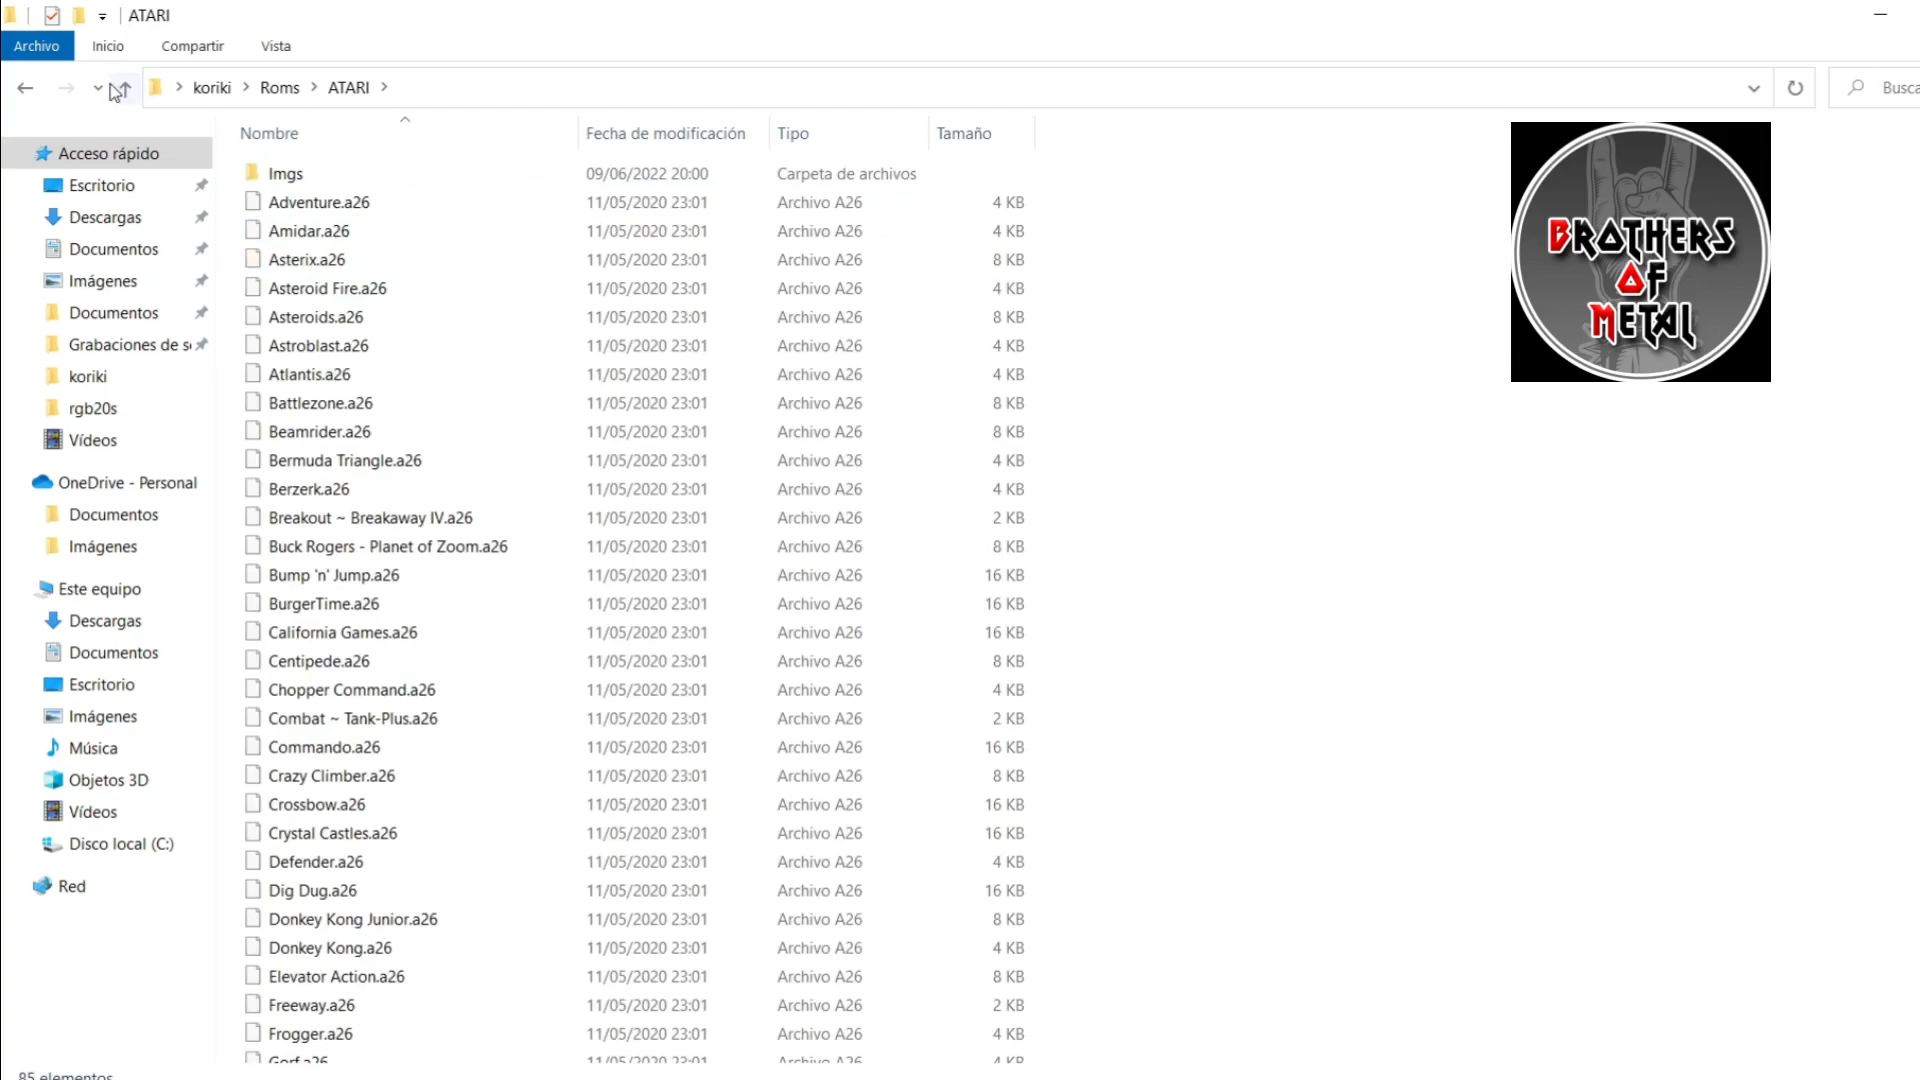 ATARI
Archivo Inicio Compartir Vista
koriki Roms ATARI Busca
Nombre Fecha de modificación Tipo Tamaño
Acceso rápido
Escritorio
Descargas
Documentos
Imágenes
Documentos
Grabaciones de s
koriki
rgb20s
Vídeos
OneDrive - Personal
Documentos
Imágenes
Este equipo
Descargas
Documentos
Escritorio
Imágenes
Música
Objetos 3D
Vídeos
Disco local (C:)
Red
Imgs 09/06/2022 20:00 Carpeta de archivos
Adventure.a26 11/05/2020 23:01 Archivo A26 4 KB
Amidar.a26 11/05/2020 23:01 Archivo A26 4 KB
Asterix.a26 11/05/2020 23:01 Archivo A26 8 KB
Asteroid Fire.a26 11/05/2020 23:01 Archivo A26 4 KB
Asteroids.a26 11/05/2020 23:01 Archivo A26 8 KB
Astroblast.a26 11/05/2020 23:01 Archivo A26 4 KB
Atlantis.a26 11/05/2020 23:01 Archivo A26 4 KB
Battlezone.a26 11/05/2020 23:01 Archivo A26 8 KB
Beamrider.a26 11/05/2020 23:01 Archivo A26 8 KB
Bermuda Triangle.a26 11/05/2020 23:01 Archivo A26 4 KB
Berzerk.a26 11/05/2020 23:01 Archivo A26 4 KB
Breakout ~ Breakaway IV.a26 11/05/2020 23:01 Archivo A26 2 KB
Buck Rogers - Planet of Zoom.a26 11/05/2020 23:01 Archivo A26 8 KB
Bump 'n' Jump.a26 11/05/2020 23:01 Archivo A26 16 KB
BurgerTime.a26 11/05/2020 23:01 Archivo A26 16 KB
California Games.a26 11/05/2020 23:01 Archivo A26 16 KB
Centipede.a26 11/05/2020 23:01 Archivo A26 8 KB
Chopper Command.a26 11/05/2020 23:01 Archivo A26 4 KB
Combat ~ Tank-Plus.a26 11/05/2020 23:01 Archivo A26 2 KB
Commando.a26 11/05/2020 23:01 Archivo A26 16 KB
Crazy Climber.a26 11/05/2020 23:01 Archivo A26 8 KB
Crossbow.a26 11/05/2020 23:01 Archivo A26 16 KB
Crystal Castles.a26 11/05/2020 23:01 Archivo A26 16 KB
Defender.a26 11/05/2020 23:01 Archivo A26 4 KB
Dig Dug.a26 11/05/2020 23:01 Archivo A26 16 KB
Donkey Kong Junior.a26 11/05/2020 23:01 Archivo A26 8 KB
Donkey Kong.a26 11/05/2020 23:01 Archivo A26 4 KB
Elevator Action.a26 11/05/2020 23:01 Archivo A26 8 KB
Freeway.a26 11/05/2020 23:01 Archivo A26 2 KB
Frogger.a26 11/05/2020 23:01 Archivo A26 4 KB
Gorf.a26 11/05/2020 23:01 Archivo A26 4 KB
85 elementos
BROTHERS
OF
METAL